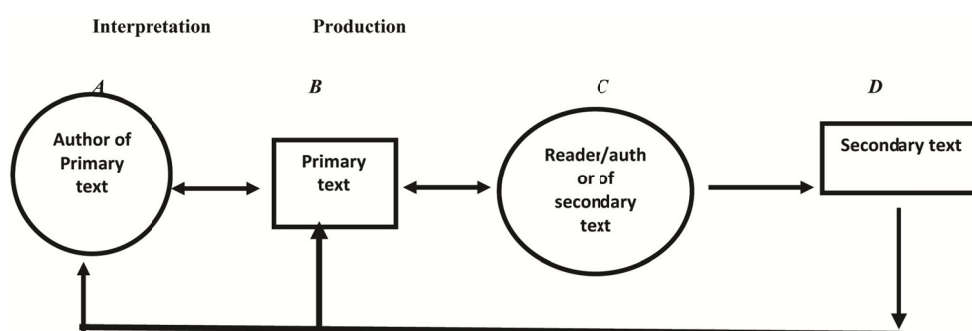 Interpretation Production
A B C D
Author of
Primary
text
Primary
text
Reader/auth
or of
secondary
text
Secondary text